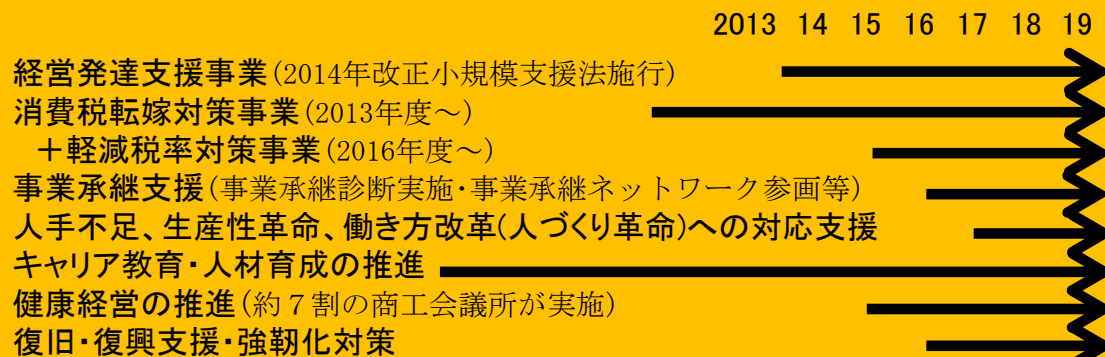 2013 14 15 16 17 18 19
経営発達支援事業(2014年改正小規模支援法施行)
消費税転嫁対策事業(2013年度～)
＋軽減税率対策事業(2016年度～)
事業承継支援(事業承継診断実施・事業承継ネットワーク参画等)
人手不足、生産性革命、働き方改革(人づくり革命)への対応支援
キャリア教育・人材育成の推進
健康経営の推進(約７割の商工会議所が実施)
復旧・復興支援・強靭化対策